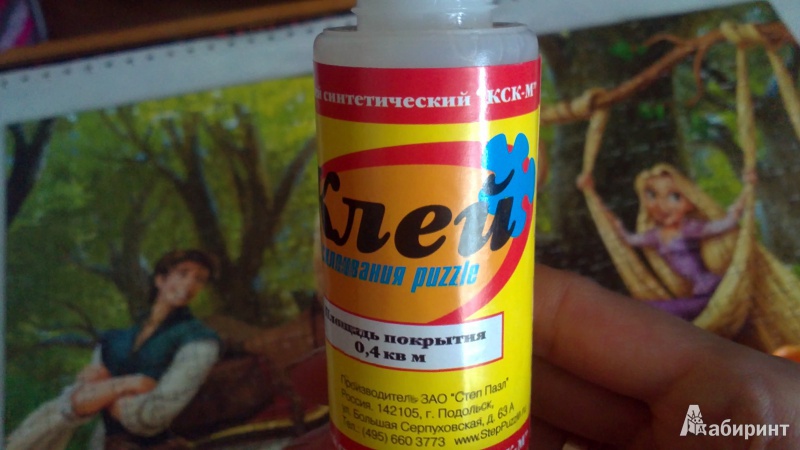 синтетический "КСК-М"
Клей
склеивания puzzle
Площадь покрытия
0,4 кв м
Производитель ЗАО "Степ Пазл"
Россия, 142105, г. Подольск,
ул. Большая Серпуховская, д. 63 А
Тел.: (495) 660 3773 www.StepPuzzle.ru
Лабиринт